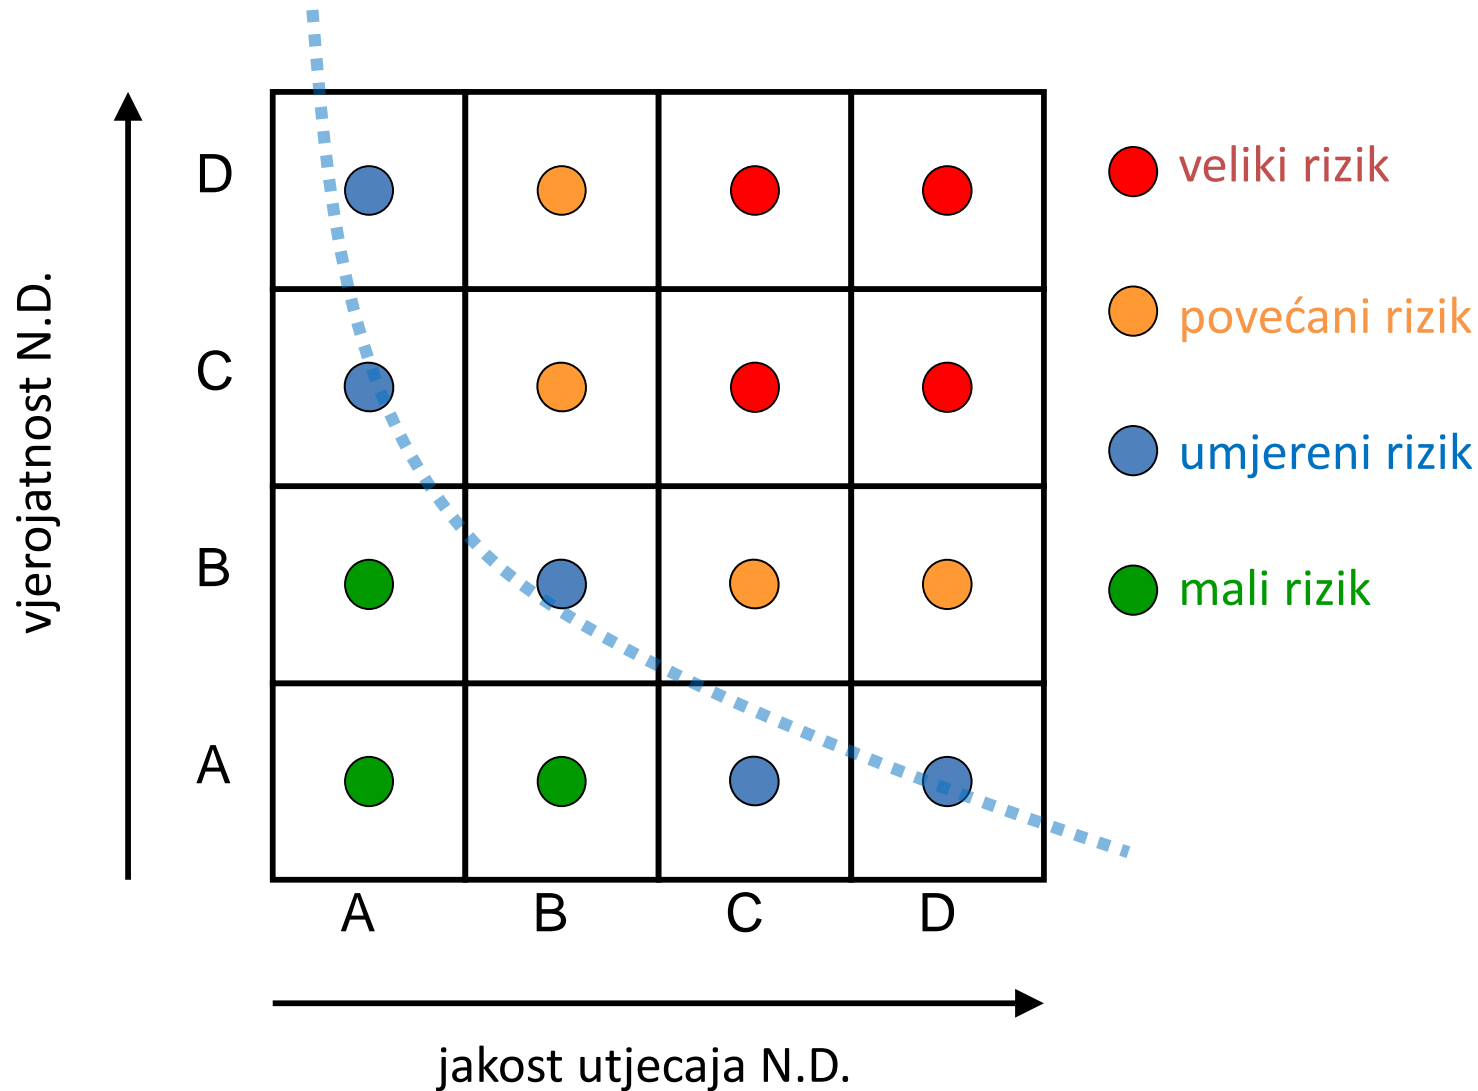 D
C
B
A
A
B
C
D
vjerojatnost N.D.
jakost utjecaja N.D.
veliki rizik
povećani rizik
umjereni rizik
mali rizik